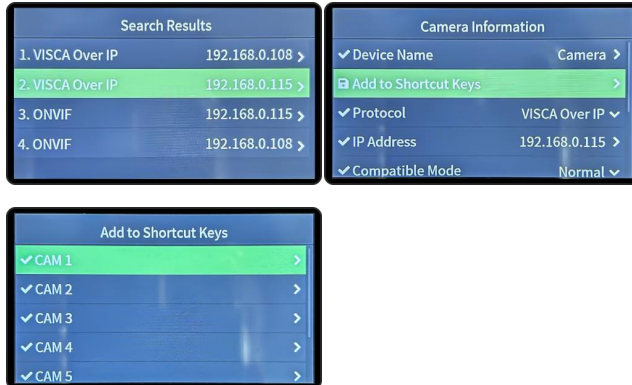 Search Results
1. VISCA Over IP 192.168.0.108
2. VISCA Over IP 192.168.0.115
3. ONVIF 192.168.0.115
4. ONVIF 192.168.0.108
Camera Information
Device Name Camera
Add to Shortcut Keys
Protocol VISCA Over IP
IP Address 192.168.0.115
Compatible Mode Normal
Add to Shortcut Keys
CAM 1
CAM 2
CAM 3
CAM 4
CAM 5